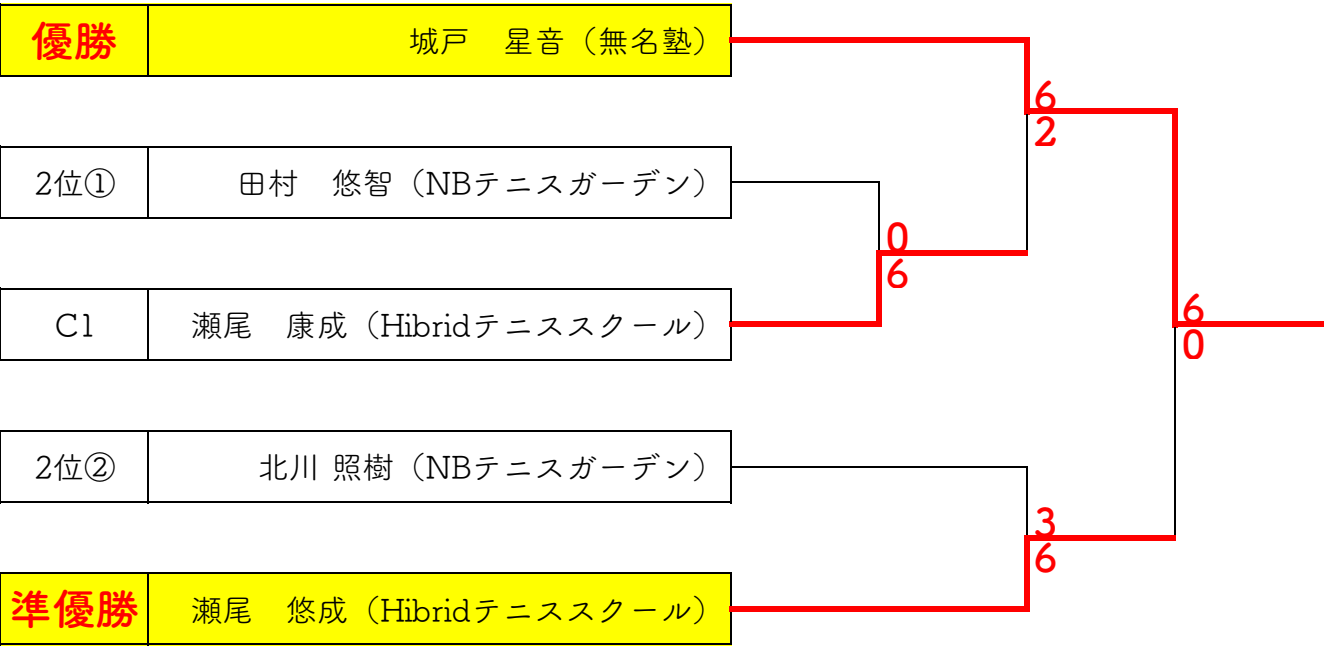 優勝 城戸　星音（無名塾）
6
2
2位① 田村　悠智（NBテニスガーデン）
0
6
C1 瀬尾　康成（Hibridテニススクール）
6
0
2位② 北川 照樹（NBテニスガーデン）
3
6
準優勝 瀬尾　悠成（Hibridテニススクール）